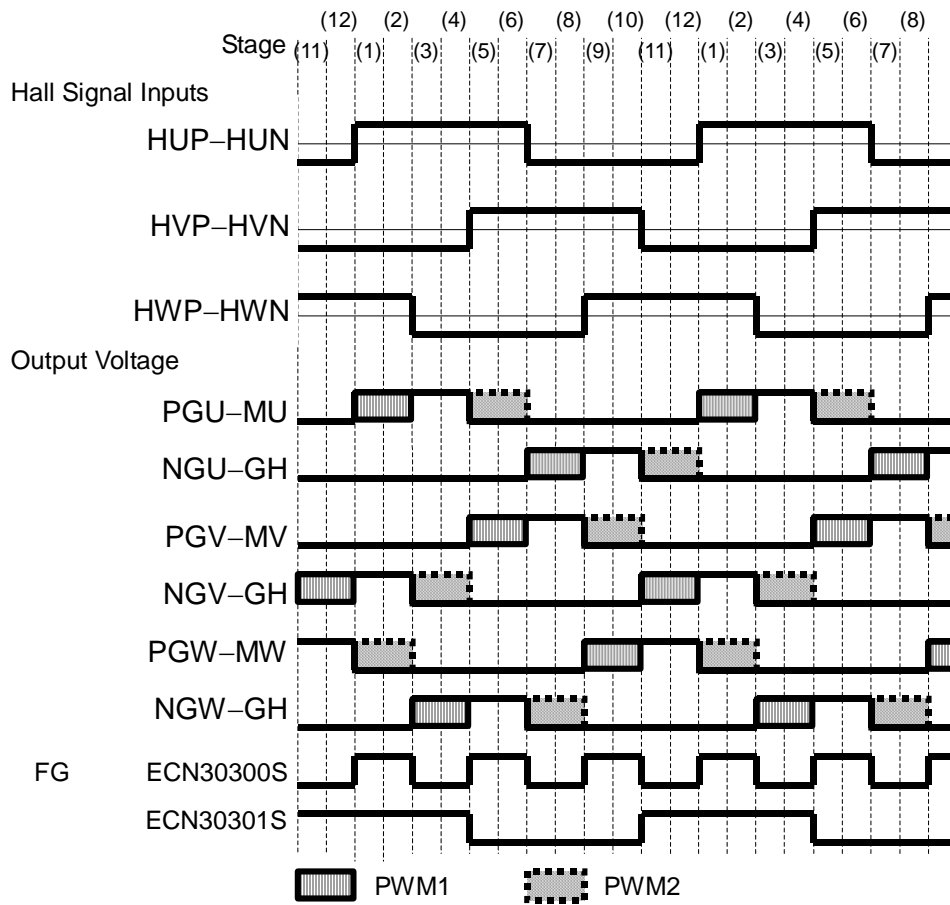 (12) (2) (4) (6) (8) (10) (12) (2) (4) (6) (8)
Stage (11) (1) (3) (5) (7) (9) (11) (1) (3) (5) (7)
Hall Signal Inputs
HUP–HUN
HVP–HVN
HWP–HWN
Output Voltage
PGU–MU
NGU–GH
PGV–MV
NGV–GH
PGW–MW
NGW–GH
FG ECN30300S
ECN30301S
PWM1 PWM2